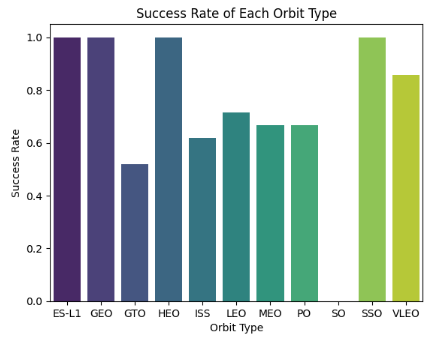 Success Rate of Each Orbit Type
1.0
0.8
0.6
0.4
0.2
0.0
Success Rate
ES-L1 GEO GTO HEO ISS LEO MEO PO SO SSO VLEO
Orbit Type